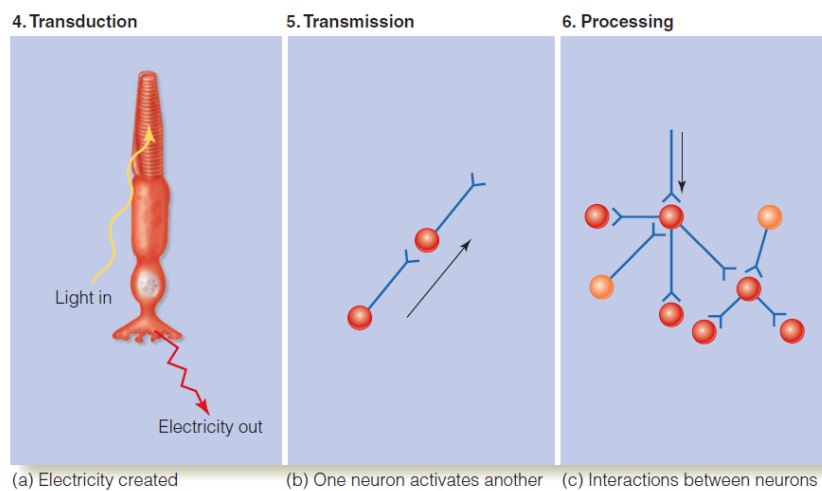 4. Transduction
5. Transmission
6. Processing
Light in
Electricity out
(a) Electricity created
(b) One neuron activates another
(c) Interactions between neurons